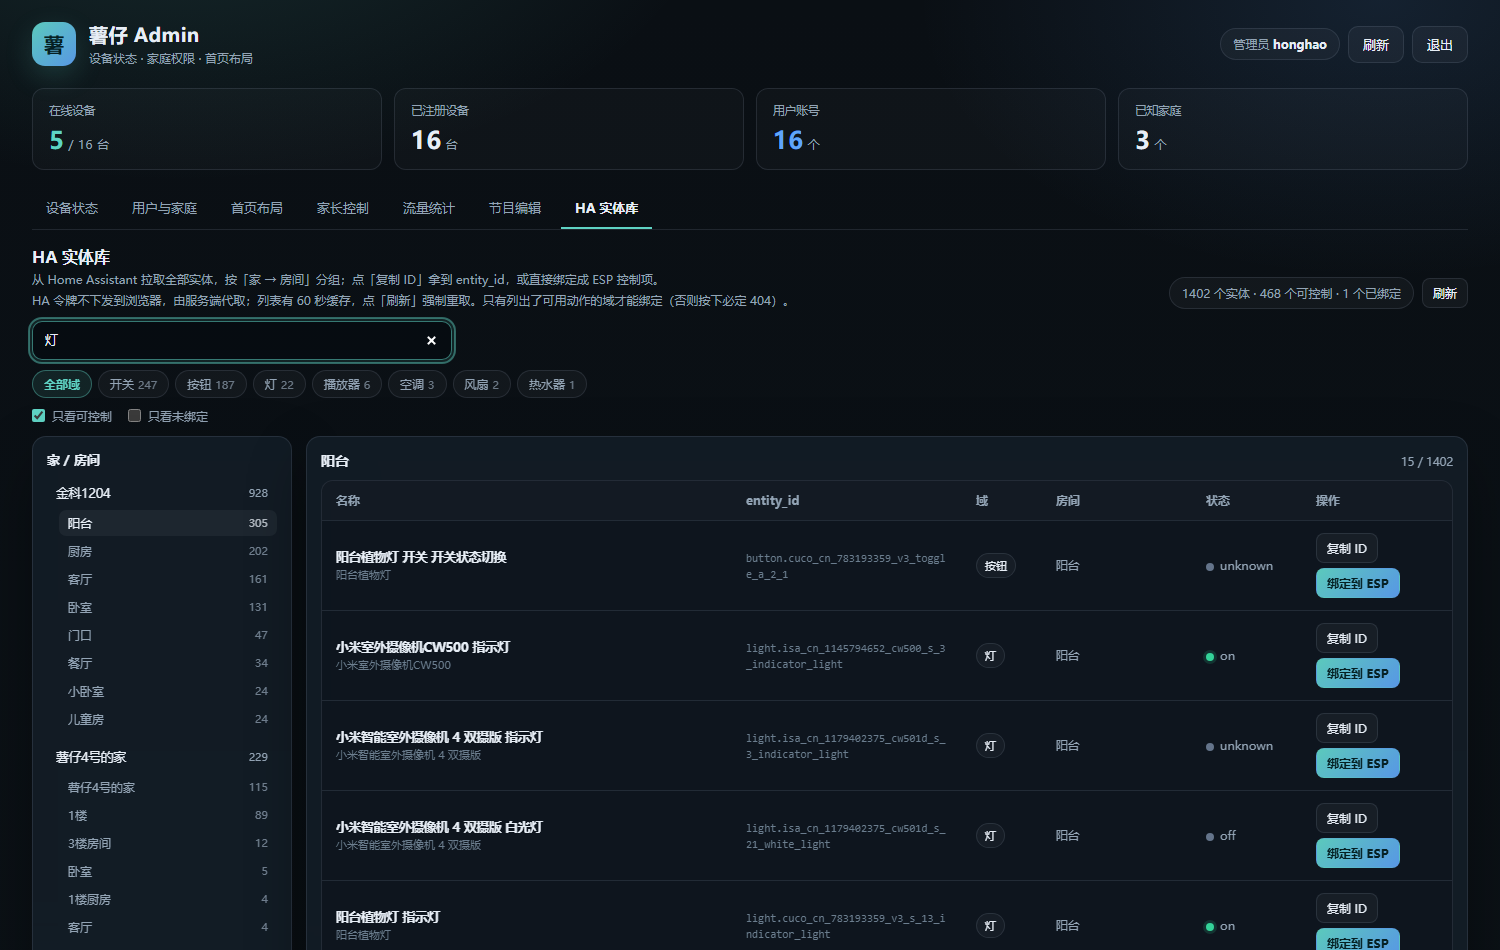 薯
薯仔 Admin
设备状态 · 家庭权限 · 首页布局
管理员 honghao
刷新
退出
在线设备
5 / 16 台
已注册设备
16 台
用户账号
16 个
已知家庭
3 个
设备状态
用户与家庭
首页布局
家长控制
流量统计
节目编辑
HA 实体库
HA 实体库
从 Home Assistant 拉取全部实体，按「家 → 房间」分组；点「复制 ID」拿到 entity_id，或直接绑定成 ESP 控制项。
HA 令牌不下发到浏览器，由服务端代取；列表有 60 秒缓存，点「刷新」强制重取。只有列出了可用动作的域才能绑定（否则按下必定 404）。
1402 个实体 · 468 个可控制 · 1 个已绑定
刷新
灯
×
全部域
开关 247
按钮 187
灯 22
播放器 6
空调 3
风扇 2
热水器 1
只看可控制
只看未绑定
家 / 房间
金科1204 928
阳台 305
厨房 202
客厅 161
卧室 131
门口 47
餐厅 34
小卧室 24
儿童房 24
薯仔4号的家 229
薯仔4号的家 115
1楼 89
3楼房间 12
卧室 5
1楼厨房 4
客厅 4
阳台
15 / 1402
名称 entity_id 域 房间 状态 操作
阳台植物灯 开关 开关状态切换
阳台植物灯
button.cuco_cn_783193359_v3_toggl
e_a_2_1
按钮
阳台
unknown
复制 ID
绑定到 ESP
小米室外摄像机CW500 指示灯
小米室外摄像机CW500
light.isa_cn_1145794652_cw500_s_3
_indicator_light
灯
阳台
on
复制 ID
绑定到 ESP
小米智能室外摄像机 4 双摄版 指示灯
小米智能室外摄像机 4 双摄版
light.isa_cn_1179402375_cw501d_s_
3_indicator_light
灯
阳台
unknown
复制 ID
绑定到 ESP
小米智能室外摄像机 4 双摄版 白光灯
小米智能室外摄像机 4 双摄版
light.isa_cn_1179402375_cw501d_s_
21_white_light
灯
阳台
off
复制 ID
绑定到 ESP
阳台植物灯 指示灯
阳台植物灯
light.cuco_cn_783193359_v3_s_13_i
ndicator_light
灯
阳台
on
复制 ID
绑定到 ESP